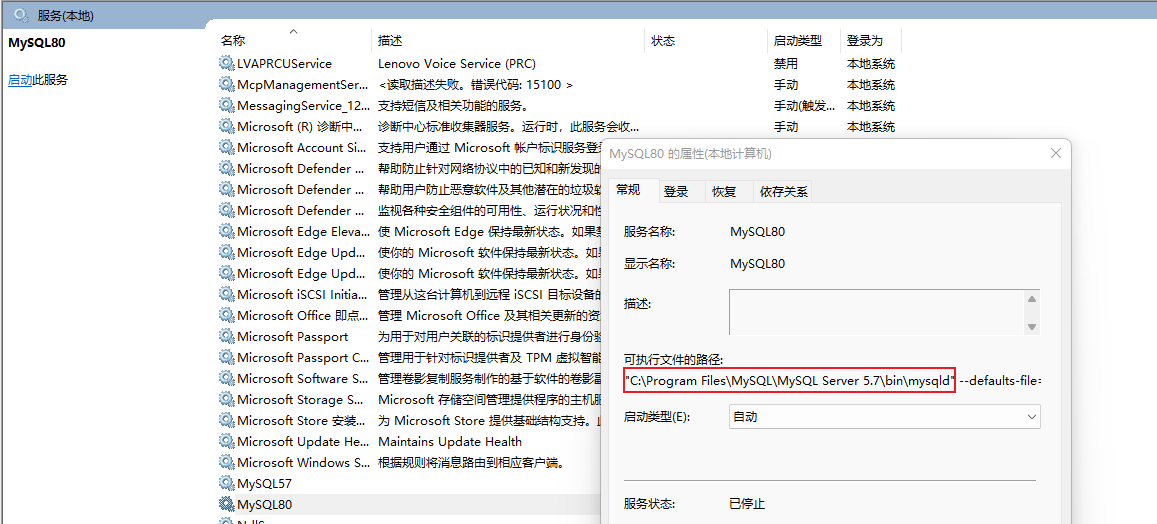 服务(本地)
MySQL80
启动此服务
名称 描述 状态 启动类型 登录为
LVAPRCUService Lenovo Voice Service (PRC) 禁用 本地系统
McpManagementSer... <读取描述失败。错误代码: 15100 > 手动 本地系统
MessagingService_12... 支持短信及相关功能的服务。 手动(触发... 本地系统
Microsoft (R) 诊断中... 诊断中心标准收集器服务。运行时，此服务会收... 手动 本地系统
Microsoft Account Si... 支持用户通过 Microsoft 帐户标识服务登
Microsoft Defender ... 帮助防止针对网络协议中的已知和新发现的
Microsoft Defender ... 帮助用户防止恶意软件及其他潜在的垃圾软
Microsoft Defender ... 监视各种安全组件的可用性、运行状况和性
Microsoft Edge Eleva... 使 Microsoft Edge 保持最新状态。如果
Microsoft Edge Upd... 使你的 Microsoft 软件保持最新状态。如
Microsoft Edge Upd... 使你的 Microsoft 软件保持最新状态。如
Microsoft iSCSI Initia... 管理从这台计算机到远程 iSCSI 目标设备的
Microsoft Office 即点... 管理 Microsoft Office 及其相关更新的资
Microsoft Passport 为用于对用户关联的标识提供者进行身份验
Microsoft Passport C... 管理用于针对标识提供者及 TPM 虚拟智能
Microsoft Software S... 管理卷影复制服务制作的基于软件的卷影副
Microsoft Storage S... Microsoft 存储空间管理提供程序的主机服
Microsoft Store 安装... 为 Microsoft Store 提供基础结构支持。
Microsoft Update He... Maintains Update Health
Microsoft Windows S... 根据规则将消息路由到相应客户端。
MySQL57
MySQL80
MySQL80 的属性(本地计算机)
常规 登录 恢复 依存关系
服务名称: MySQL80
显示名称: MySQL80
描述:
可执行文件的路径:
"C:\Program Files\MySQL\MySQL Server 5.7\bin\mysqld" --defaults-file=
启动类型(E): 自动
服务状态: 已停止